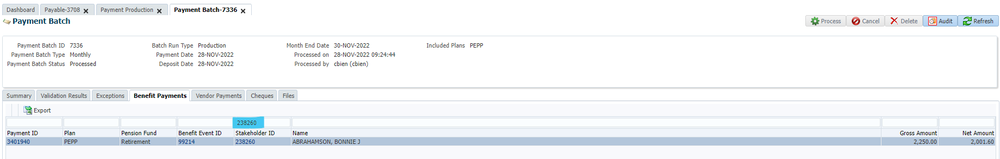 Dashboard Payable-3708 Payment Production Payment Batch-7336
Payment Batch Process Cancel Delete Audit Refresh
Payment Batch ID 7336 Batch Run Type Production Month End Date 30-NOV-2022 Included Plans PEPP
Payment Batch Type Monthly Payment Date 28-NOV-2022 Processed on 28-NOV-2022 09:24:44
Payment Batch Status Processed Deposit Date 28-NOV-2022 Processed by cbien (cbien)
Summary Validation Results Exceptions Benefit Payments Vendor Payments Cheques Files
Export
238260
Payment ID Plan Pension Fund Benefit Event ID Stakeholder ID Name Gross Amount Net Amount
3401940 PEPP Retirement 99214 238260 ABRAHAMSON, BONNIE J 2,250.00 2,001.60